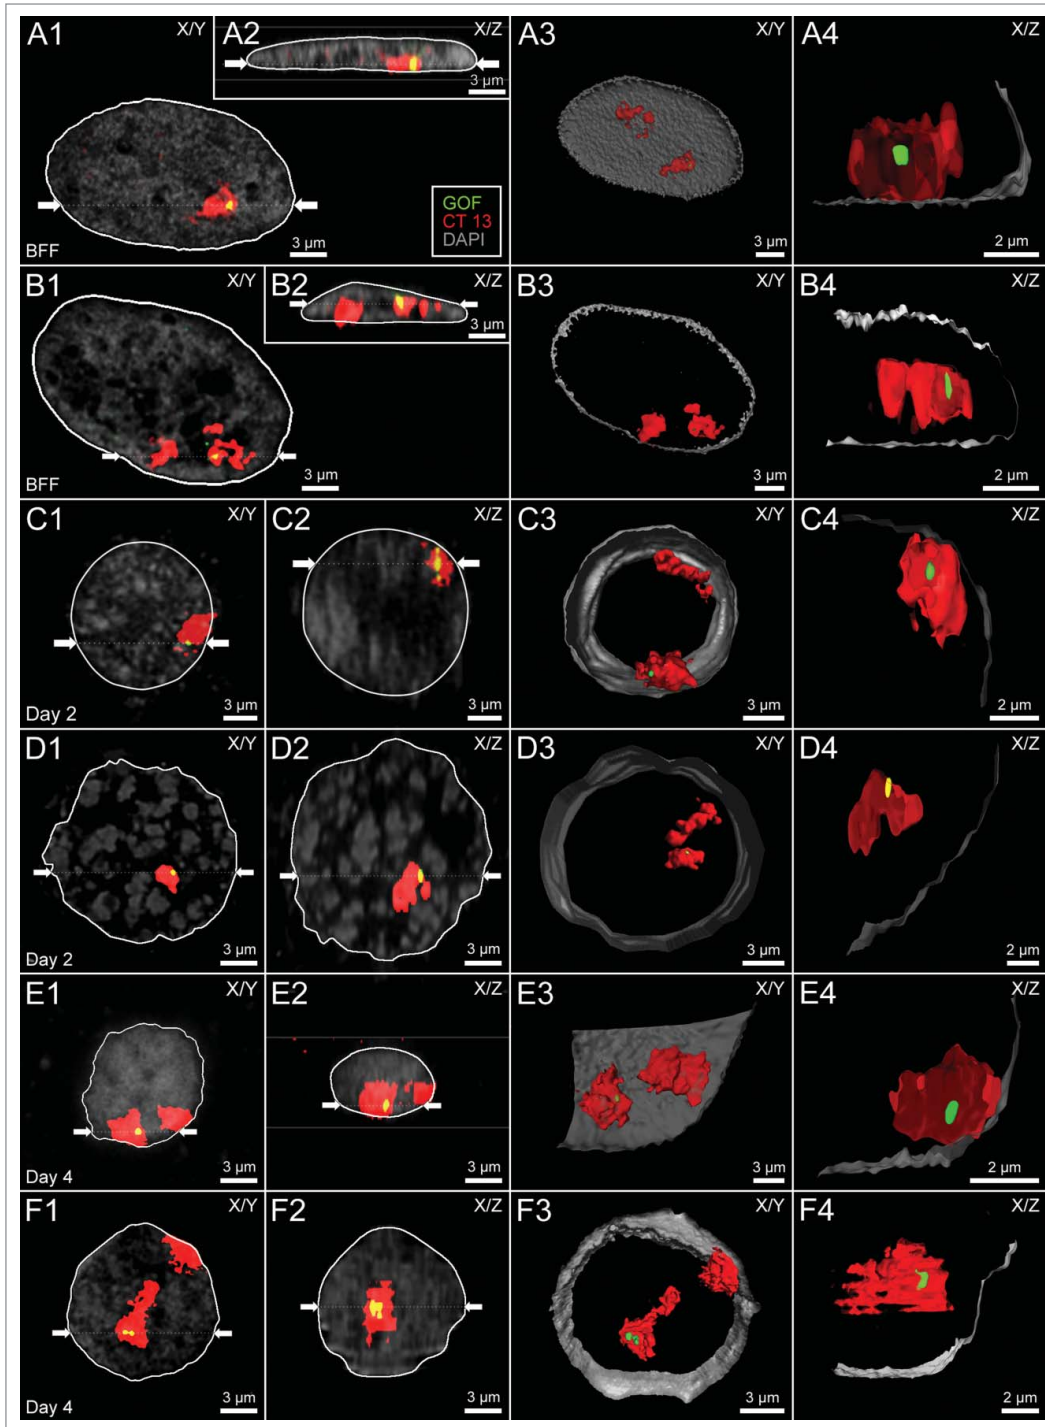 A1 X/Y A2 X/Z A3 X/Y A4 X/Z
3 µm
GOF
CT 13
DAPI
BFF 3 µm 3 µm 2 µm
B1 X/Y B2 X/Z B3 X/Y B4 X/Z
3 µm
BFF 3 µm 3 µm 2 µm
C1 X/Y C2 X/Z C3 X/Y C4 X/Z
Day 2 3 µm 3 µm 3 µm 2 µm
D1 X/Y D2 X/Z D3 X/Y D4 X/Z
Day 2 3 µm 3 µm 3 µm 2 µm
E1 X/Y E2 X/Z E3 X/Y E4 X/Z
Day 4 3 µm 3 µm 3 µm 2 µm
F1 X/Y F2 X/Z F3 X/Y F4 X/Z
Day 4 3 µm 3 µm 3 µm 2 µm